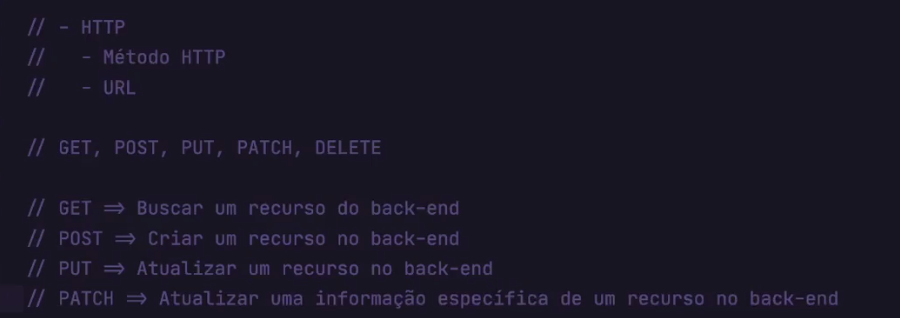 // - HTTP
//   - Método HTTP
//   - URL
// GET, POST, PUT, PATCH, DELETE
// GET => Buscar um recurso do back-end
// POST => Criar um recurso no back-end
// PUT => Atualizar um recurso no back-end
// PATCH => Atualizar uma informação específica de um recurso no back-end